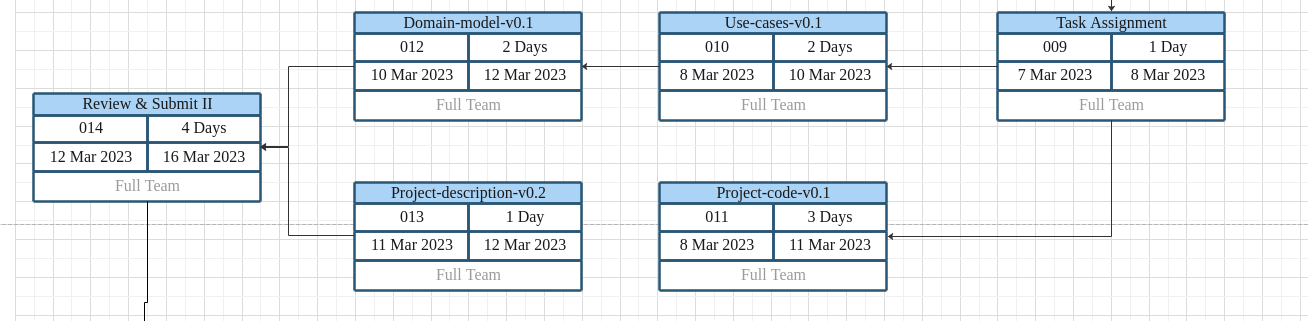 Domain-model-v0.1
012
2 Days
10 Mar 2023
12 Mar 2023
Full Team
Use-cases-v0.1
010
2 Days
8 Mar 2023
10 Mar 2023
Full Team
Task Assignment
009
1 Day
7 Mar 2023
8 Mar 2023
Full Team
Review & Submit II
014
4 Days
12 Mar 2023
16 Mar 2023
Full Team
Project-description-v0.2
013
1 Day
11 Mar 2023
12 Mar 2023
Full Team
Project-code-v0.1
011
3 Days
8 Mar 2023
11 Mar 2023
Full Team